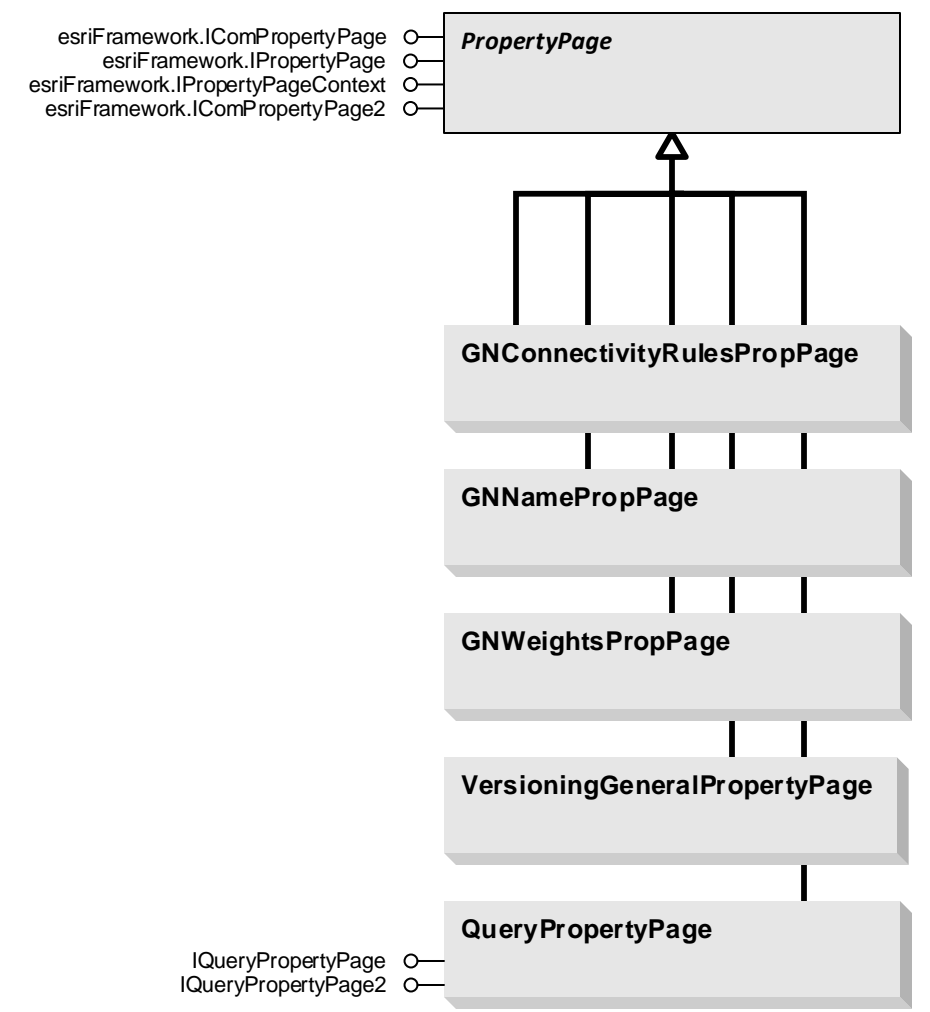 esriFramework.IComPropertyPage
esriFramework.IPropertyPage
esriFramework.IPropertyPageContext
esriFramework.IComPropertyPage2
PropertyPage
GNConnectivityRulesPropPage
GNNamePropPage
GNWeightsPropPage
VersioningGeneralPropertyPage
QueryPropertyPage
IQueryPropertyPage
IQueryPropertyPage2